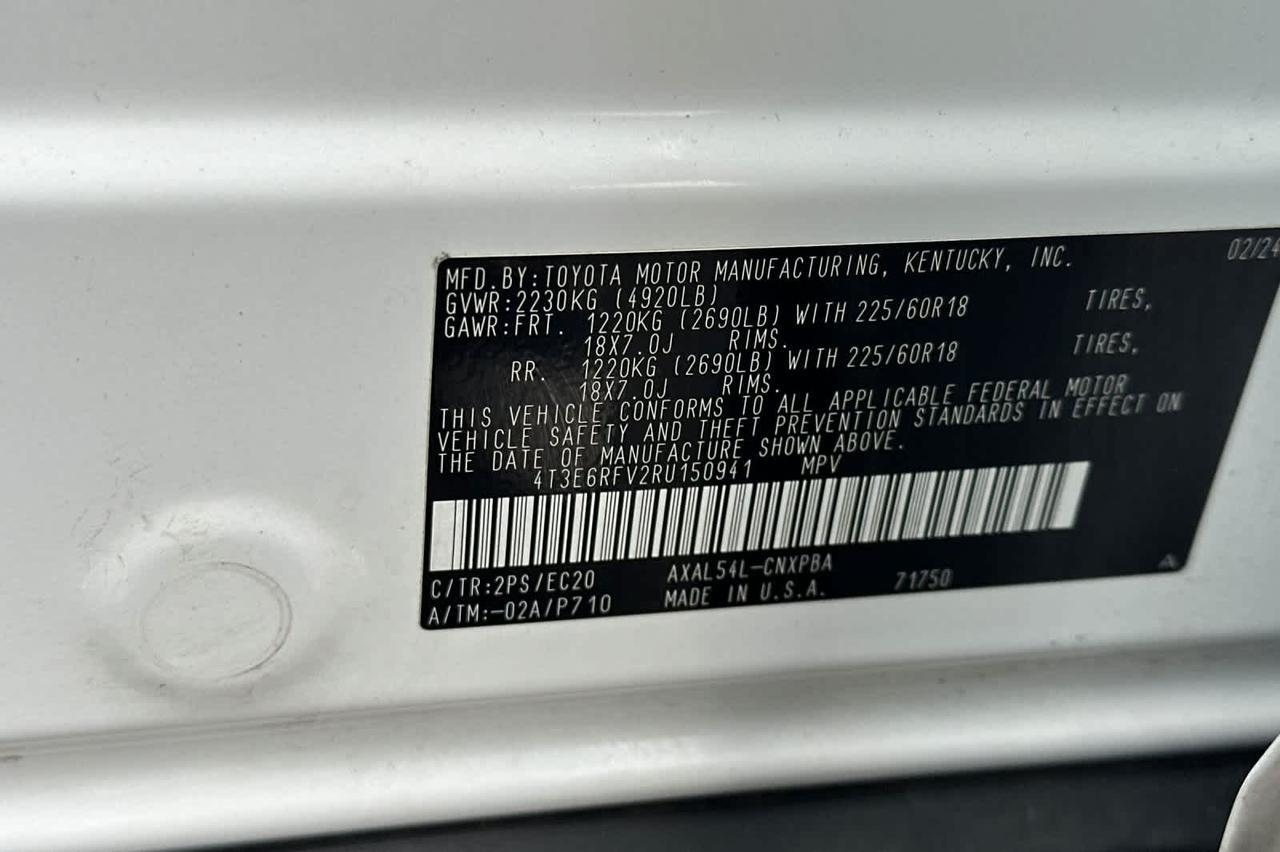 02/24
MFD.BY:TOYOTA MOTOR MANUFACTURING, KENTUCKY, INC.
GVWR:2230KG (4920LB)
GAWR:FRT. 1220KG (2690LB) WITH 225/60R18 TIRES,
18X7.0J RIMS.
RR. 1220KG (2690LB) WITH 225/60R18 TIRES,
18X7.0J RIMS.
THIS VEHICLE CONFORMS TO ALL APPLICABLE FEDERAL MOTOR
VEHICLE SAFETY AND THEFT PREVENTION STANDARDS IN EFFECT ON
THE DATE OF MANUFACTURE SHOWN ABOVE.
4T3E6RFV2RU150941 MPV
C/TR:2PS/EC20 AXAL54L-CNXPBA
A/TM:-02A/P710 MADE IN U.S.A. 71750